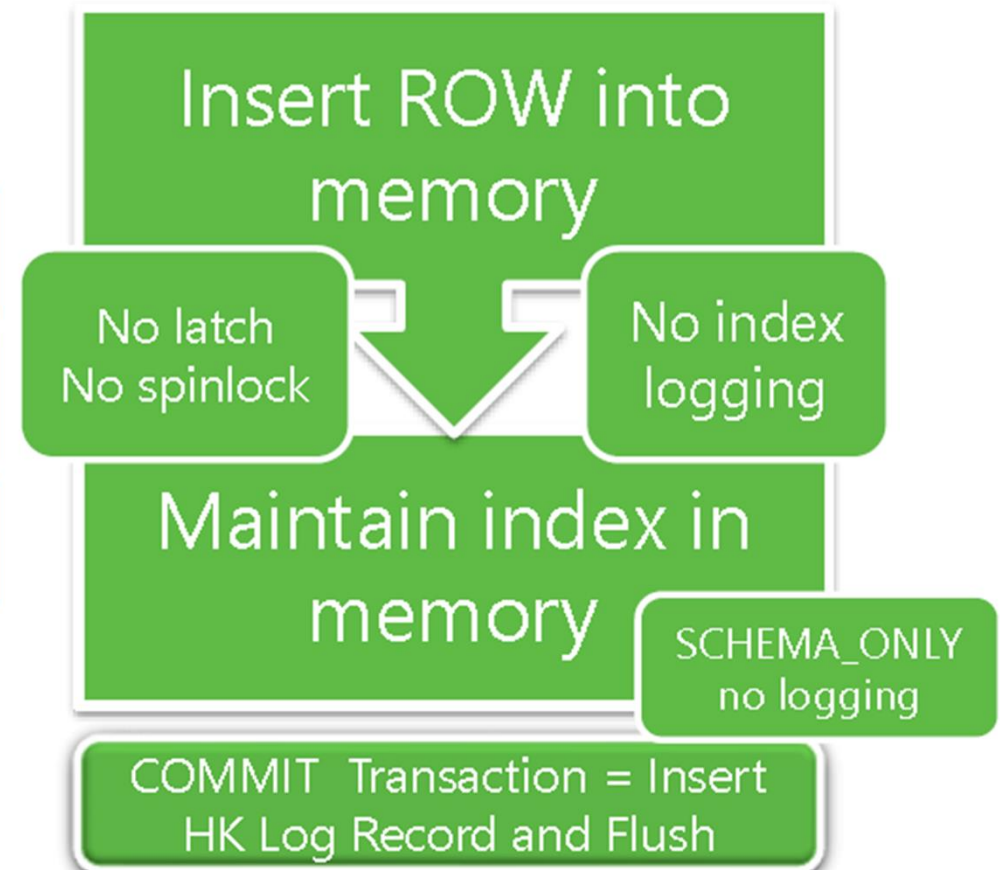 Insert ROW into
memory
No latch
No spinlock
No index
logging
Maintain index in
memory
SCHEMA_ONLY
no logging
COMMIT Transaction = Insert
HK Log Record and Flush